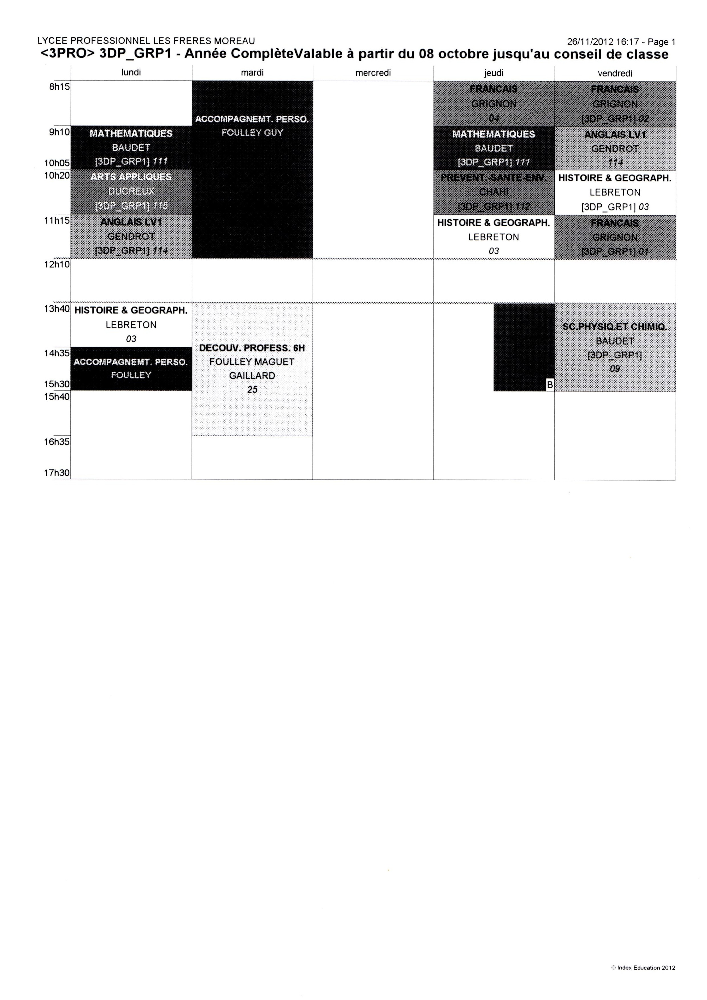 LYCEE PROFESSIONNEL LES FRERES MOREAU
26/11/2012 16:17 - Page 1
<3PRO> 3DP_GRP1 - Année ComplèteValable à partir du 08 octobre jusqu'au conseil de classe
lundi
mardi
mercredi
jeudi
vendredi
8h15
9h10
10h05
10h20
11h15
12h10
13h40
14h35
15h30
15h40
16h35
17h30
MATHEMATIQUES
BAUDET
[3DP_GRP1] 111
ARTS APPLIQUES
DUCREUX
[3DP_GRP1] 115
ANGLAIS LV1
GENDROT
[3DP_GRP1] 114
HISTOIRE & GEOGRAPH.
LEBRETON
03
ACCOMPAGNEMT. PERSO.
FOULLEY
ACCOMPAGNEMT. PERSO.
FOULLEY GUY
DECOUV. PROFESS. 6H
FOULLEY MAGUET
GAILLARD
25
FRANCAIS
GRIGNON
04
MATHEMATIQUES
BAUDET
[3DP_GRP1] 111
PREVENT.-SANTE-ENV.
CHAHI
[3DP_GRP1] 112
HISTOIRE & GEOGRAPH.
LEBRETON
03
B
FRANCAIS
GRIGNON
[3DP_GRP1] 02
ANGLAIS LV1
GENDROT
114
HISTOIRE & GEOGRAPH.
LEBRETON
[3DP_GRP1] 03
FRANCAIS
GRIGNON
[3DP_GRP1] 01
SC.PHYSIQ.ET CHIMIQ.
BAUDET
[3DP_GRP1]
09
© Index Education 2012